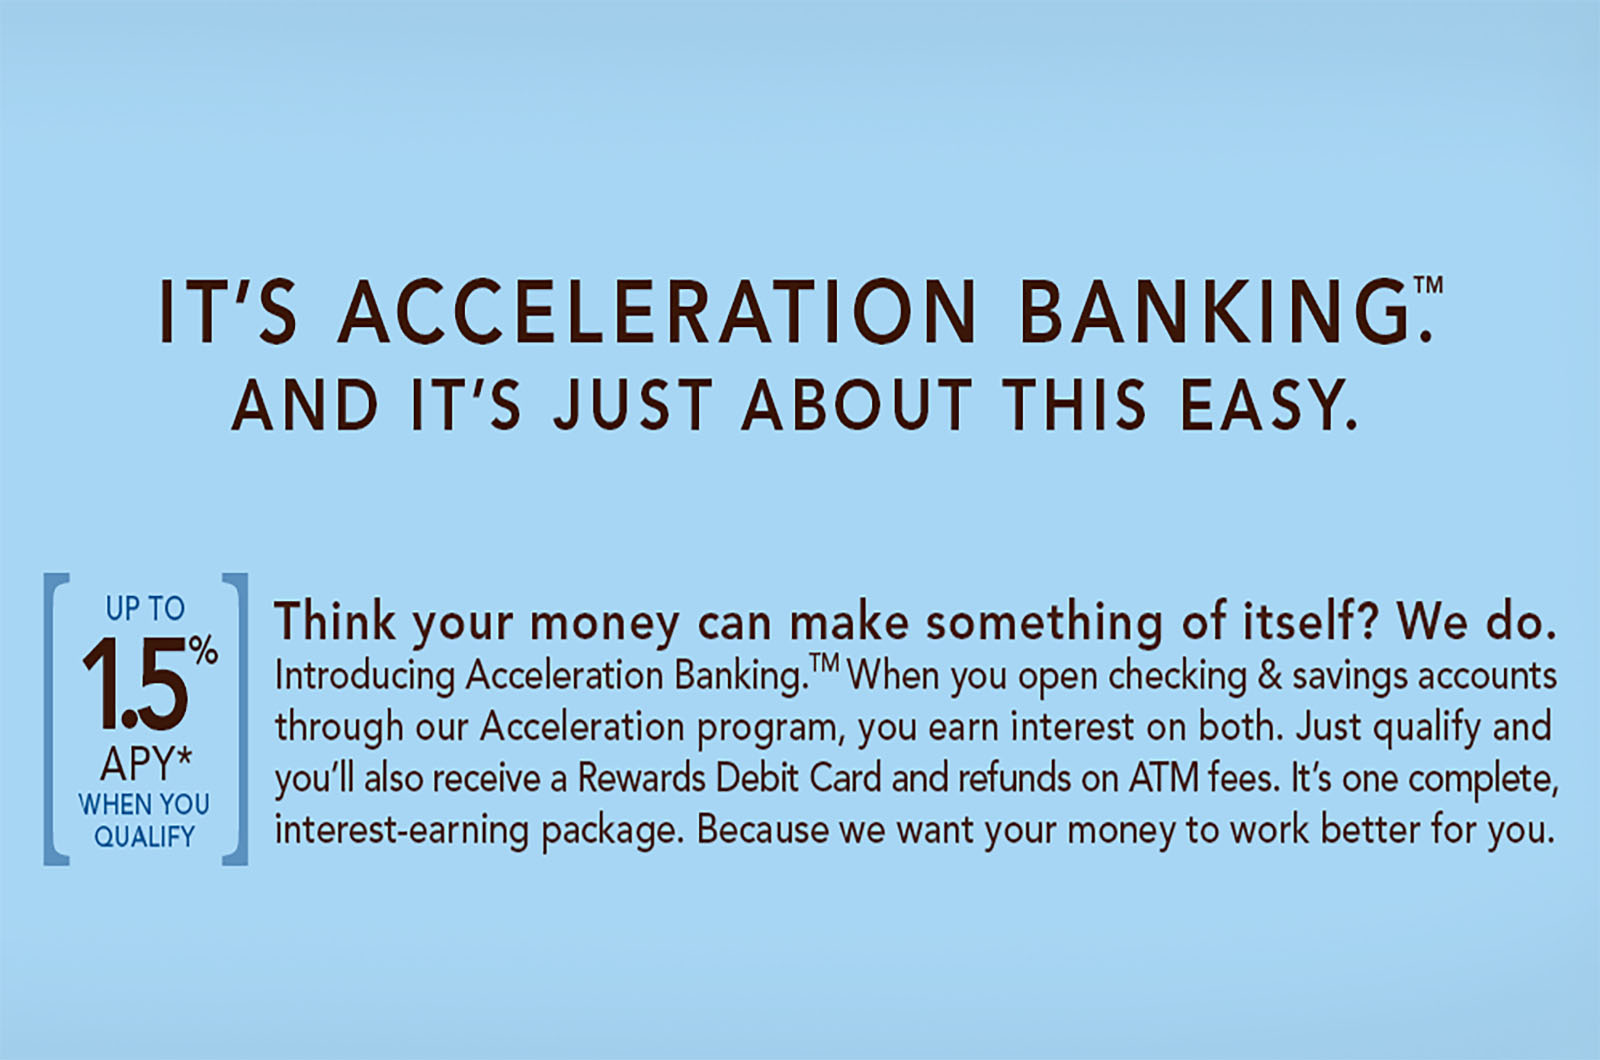 IT'S ACCELERATION BANKING.™
AND IT'S JUST ABOUT THIS EASY.
UP TO
1.5%
APY*
WHEN YOU
QUALIFY
Think your money can make something of itself? We do.
Introducing Acceleration Banking.™ When you open checking & savings accounts
through our Acceleration program, you earn interest on both. Just qualify and
you'll also receive a Rewards Debit Card and refunds on ATM fees. It's one complete,
interest-earning package. Because we want your money to work better for you.